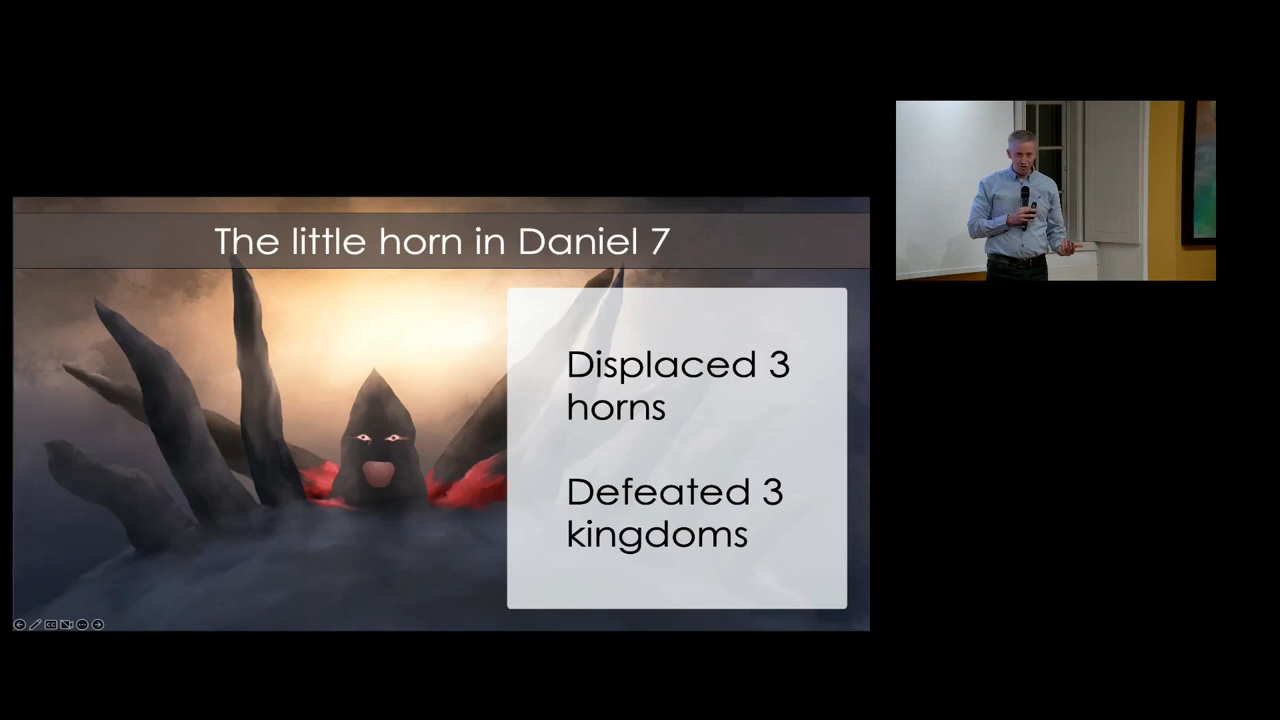 The little horn in Daniel 7
Displaced 3
horns
Defeated 3
kingdoms